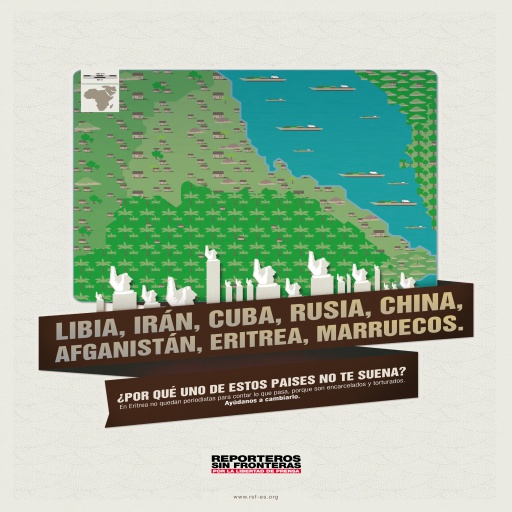 LIBIA, IRÁN, CUBA, RUSIA, CHINA,
AFGANISTÁN, ERITREA, MARRUECOS.
¿POR QUÉ UNO DE ESTOS PAISES NO TE SUENA?
En Eritrea no quedan periodistas para contar lo que pasa, porque son encarcelados y torturados.
Ayúdanos a cambiarlo.
REPORTEROS
SIN FRONTERAS
POR LA LIBERTAD DE PRENSA
www.rsf-es.org